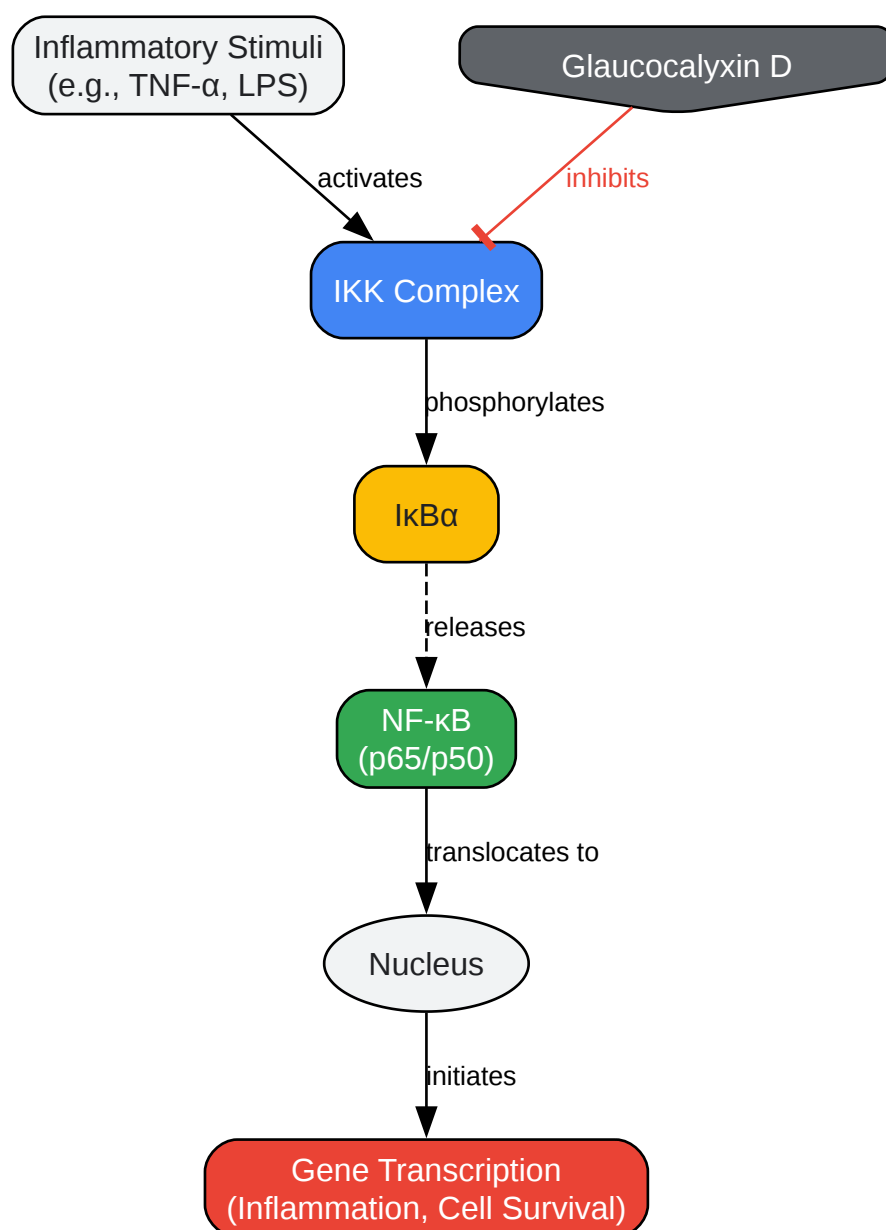 Inflammatory Stimuli
(e.g., TNF-α, LPS)
Glaucocalyxin D
activates
inhibits
IKK Complex
phosphorylates
IκBα
releases
NF-κB
(p65/p50)
translocates to
Nucleus
initiates
Gene Transcription
(Inflammation, Cell Survival)